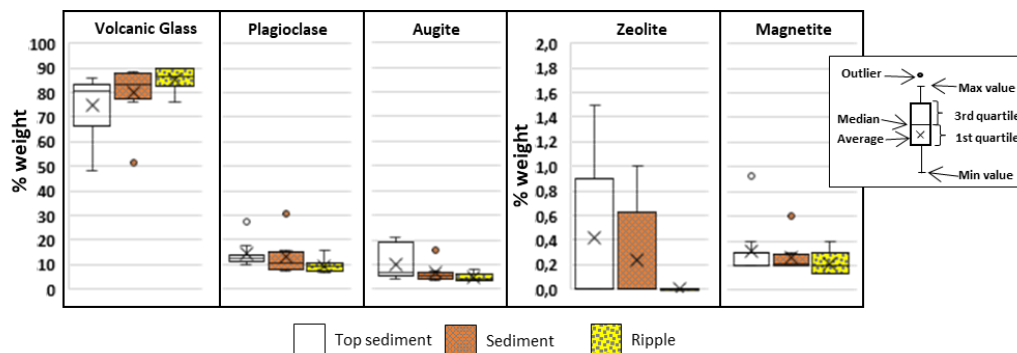 Volcanic Glass Plagioclase Augite Zeolite Magnetite
% weight
100
90
80
70
60
50
40
30
20
10
0
% weight
2,0
1,8
1,6
1,4
1,2
1,0
0,8
0,6
0,4
0,2
0,0
Outlier
Max value
3rd quartile
Median
Average
1st quartile
Min value
Top sediment Sediment Ripple